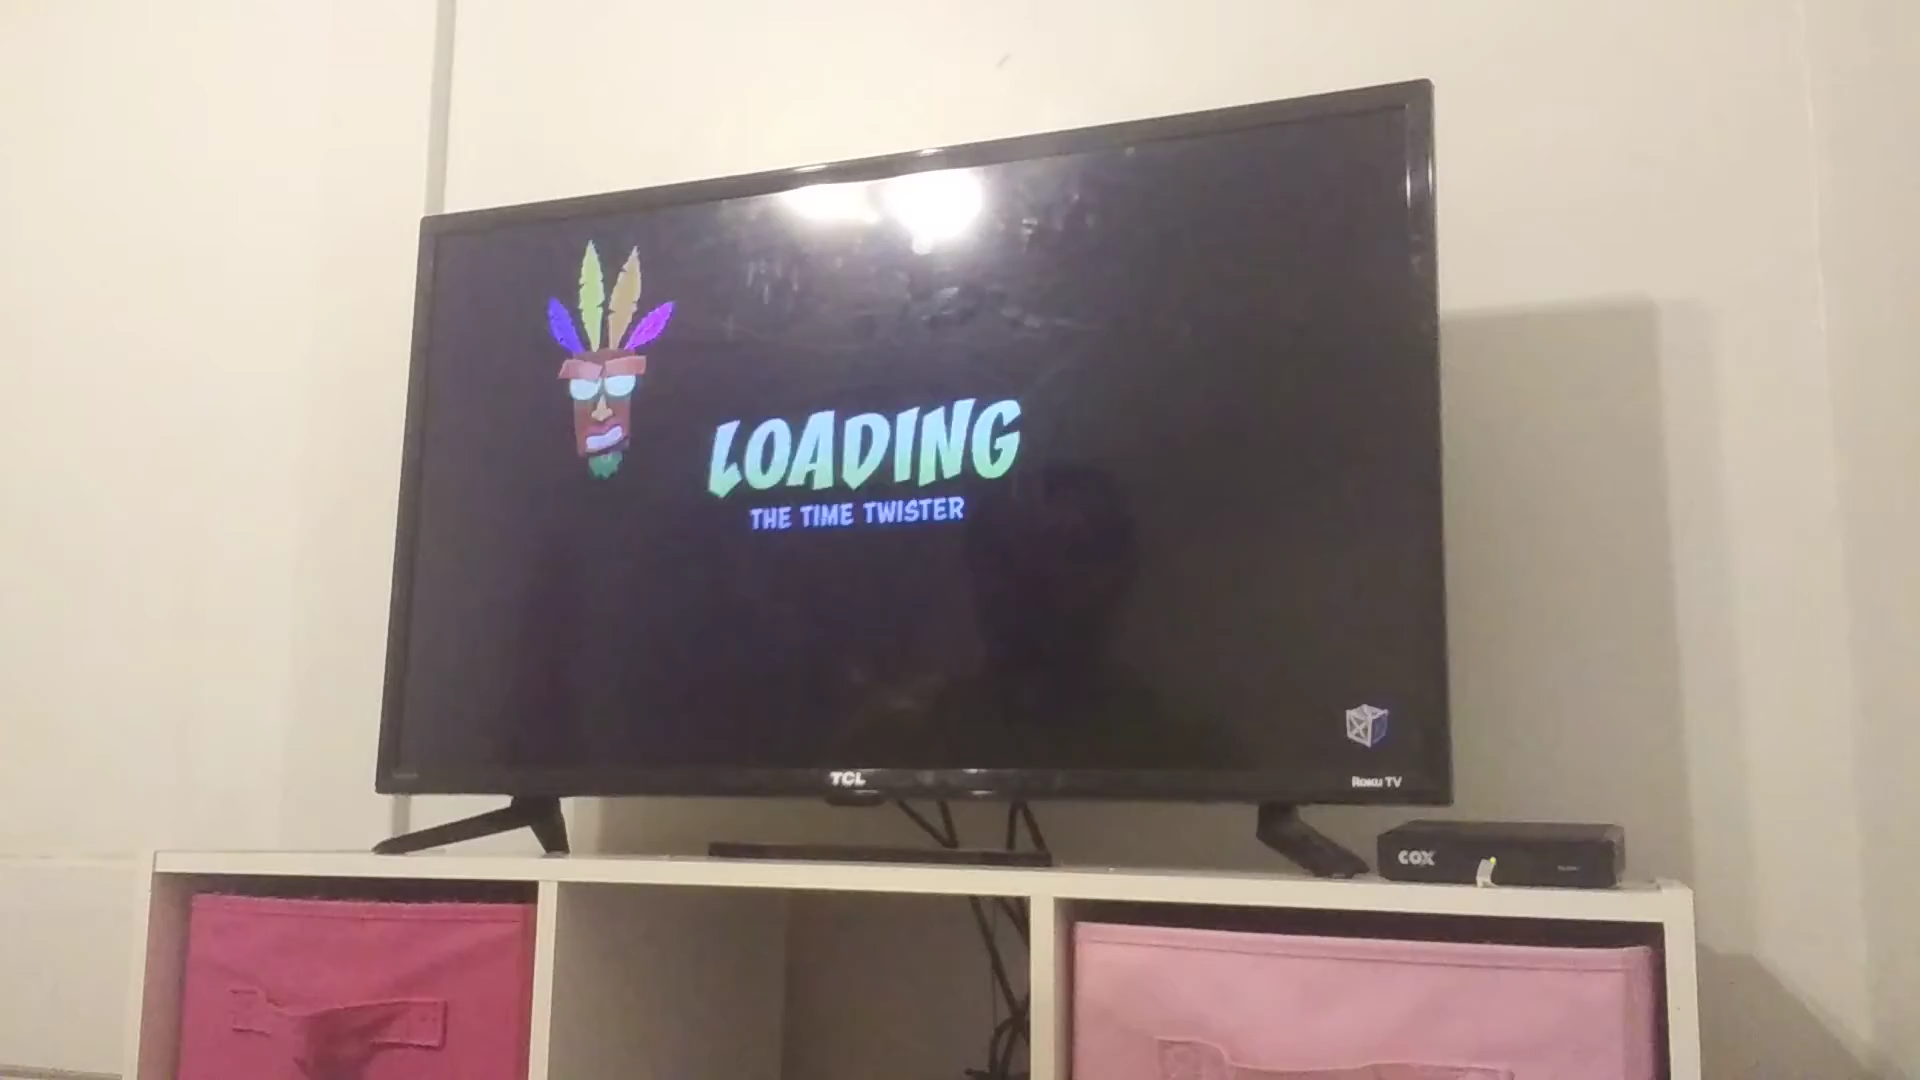 LOADING
THE TIME TWISTER
TCL
Roku TV
COX